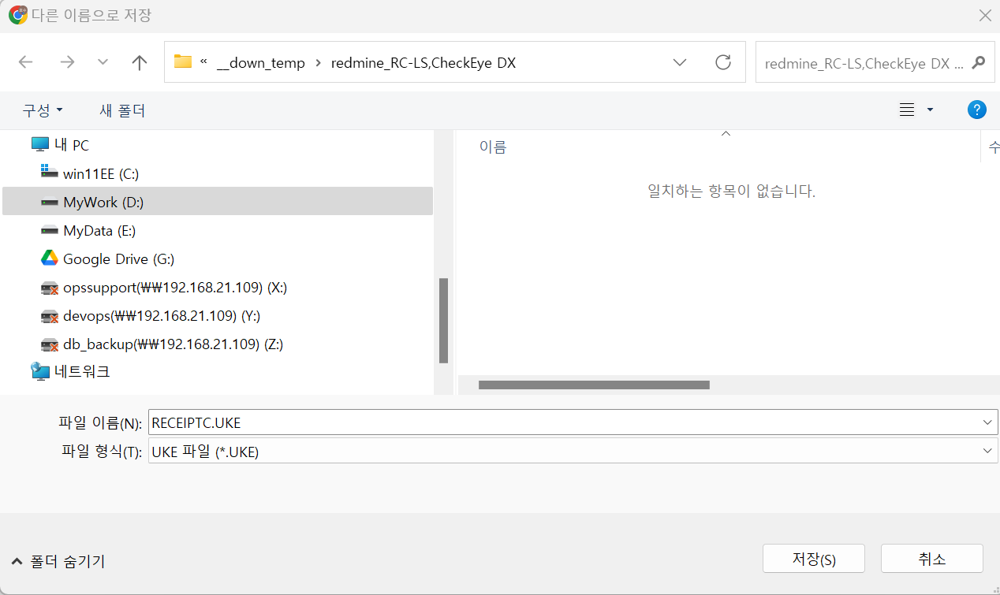 다른 이름으로 저장
« __down_temp › redmine_RC-LS,CheckEye DX
redmine_RC-LS,CheckEye DX ...
구성 새 폴더
?
내 PC
win11EE (C:)
MyWork (D:)
MyData (E:)
Google Drive (G:)
opssupport(₩₩192.168.21.109) (X:)
devops(₩₩192.168.21.109) (Y:)
db_backup(₩₩192.168.21.109) (Z:)
네트워크
이름 수
일치하는 항목이 없습니다.
파일 이름(N): RECEIPTC.UKE
파일 형식(T): UKE 파일 (*.UKE)
폴더 숨기기
저장(S) 취소